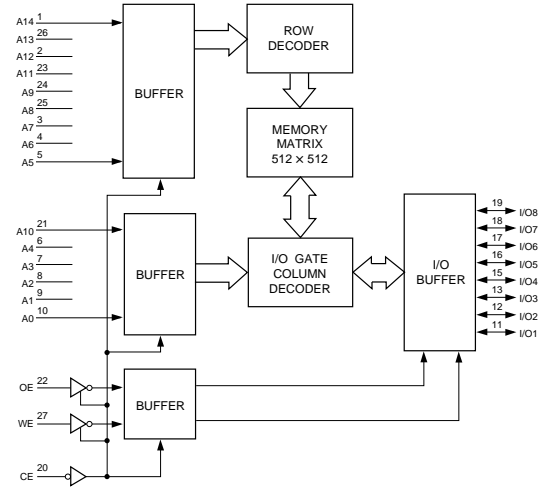 A14 1
A13 26
A12 2
A11 23
A9 24
A8 25
A7 3
A6 4
A5 5
BUFFER
ROW
DECODER
MEMORY
MATRIX
512 × 512
A10 21
A4 6
A3 7
A2 8
A1 9
A0 10
BUFFER
I/O GATE
COLUMN
DECODER
I/O
BUFFER
19 I/O8
18 I/O7
17 I/O6
16 I/O5
15 I/O4
13 I/O3
12 I/O2
11 I/O1
OE 22
WE 27
BUFFER
CE 20